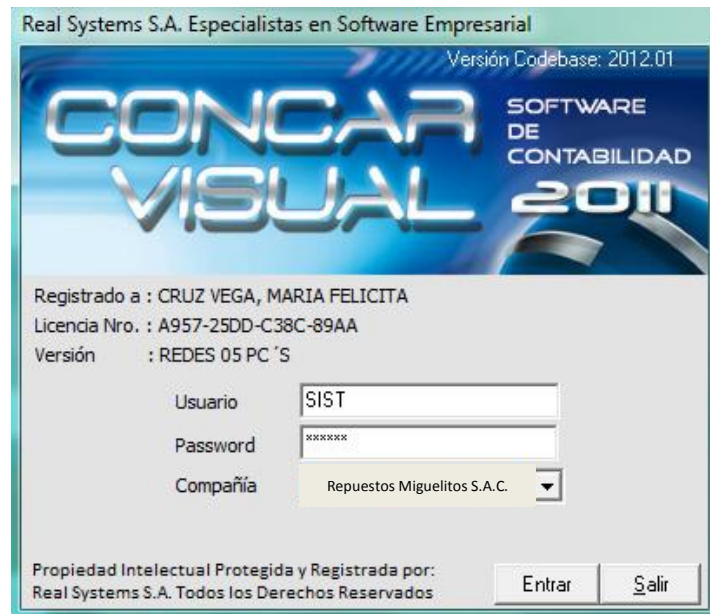 Real Systems S.A. Especialistas en Software Empresarial
Versión Codebase: 2012.01
CONCAR VISUAL
SOFTWARE
DE
CONTABILIDAD
2011
Registrado a : CRUZ VEGA, MARIA FELICITA
Licencia Nro. : A957-25DD-C38C-89AA
Versión : REDES 05 PC ´S
Usuario SIST
Password ××××××
Compañía Repuestos Miguelitos S.A.C.
Propiedad Intelectual Protegida y Registrada por:
Real Systems S.A. Todos los Derechos Reservados
Entrar Salir